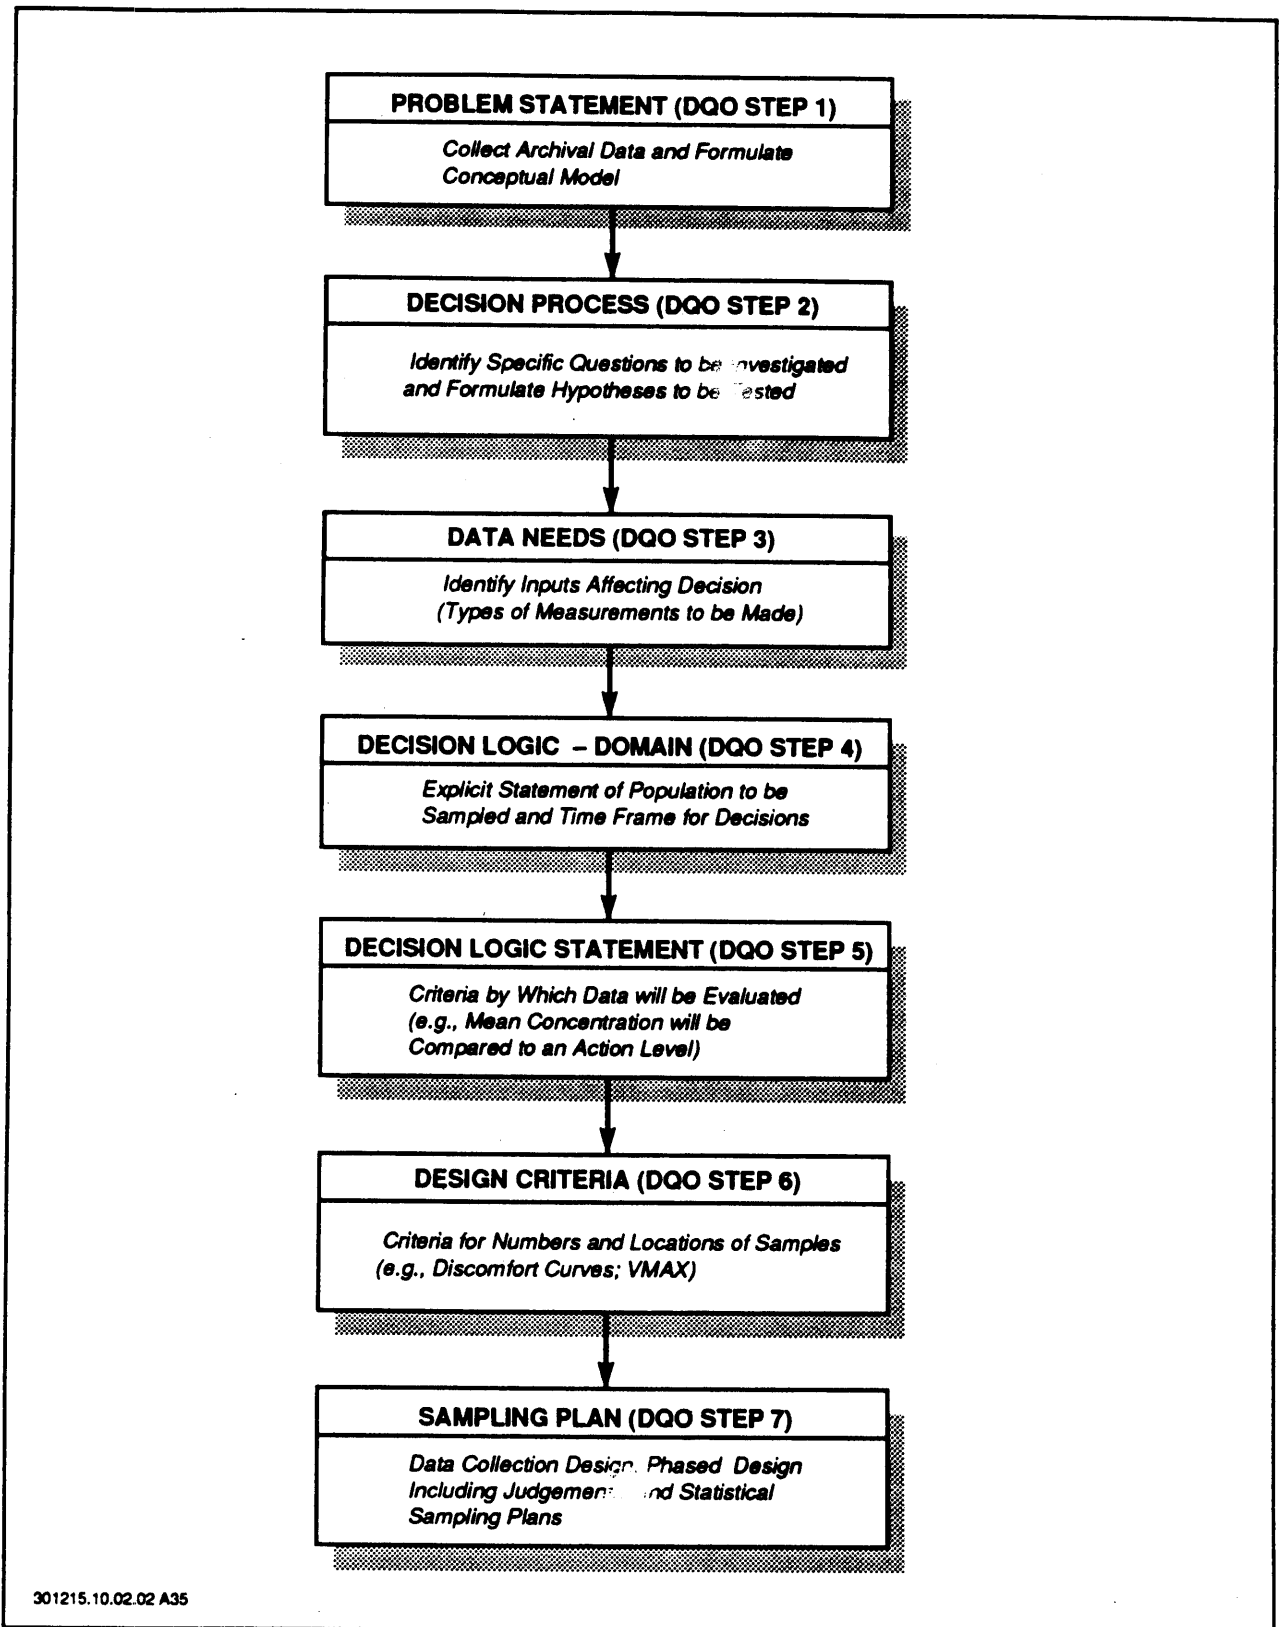 PROBLEM STATEMENT (DQO STEP 1)
Collect Archival Data and Formulate
Conceptual Model
DECISION PROCESS (DQO STEP 2)
Identify Specific Questions to be
and Formulate Hypotheses to be
DATA NEEDS (DQO STEP 3)
Identify Inputs Affecting Decision
(Types of Measurements to be Made)
DECISION LOGIC – DOMAIN (DQO STEP 4)
Explicit Statement of Population to be
Sampled and Time Frame for Decisions
DECISION LOGIC STATEMENT (DQO STEP 5)
Criteria by Which Data will be Evaluated
(e.g., Mean Concentration will be
Compared to an Action Level)
DESIGN CRITERIA (DQO STEP 6)
Criteria for Numbers and Locations of Samples
(e.g., Discomfort Curves; VMAX)
SAMPLING PLAN (DQO STEP 7)
Data Collection Design, Phased Design
Including Statistical
Sampling Plans
301215.10.02.02 A35